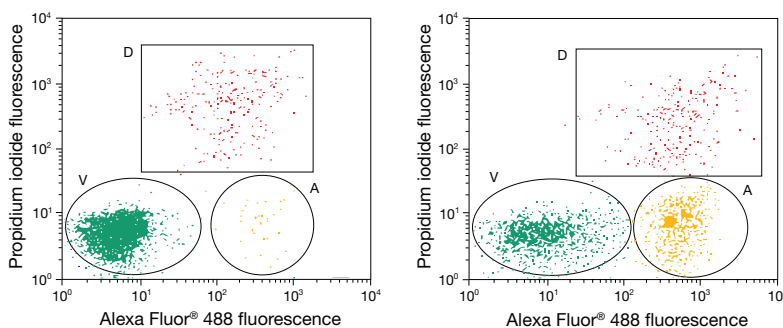 Propidium iodide fluorescence
10⁴
10³
10²
10¹
10⁰
D
V
A
10⁰ 10¹ 10² 10³ 10⁴
Alexa Fluor® 488 fluorescence
Propidium iodide fluorescence
10⁴
10³
10²
10¹
10⁰
D
V
A
10⁰ 10¹ 10² 10³ 10
Alexa Fluor® 488 fluorescence